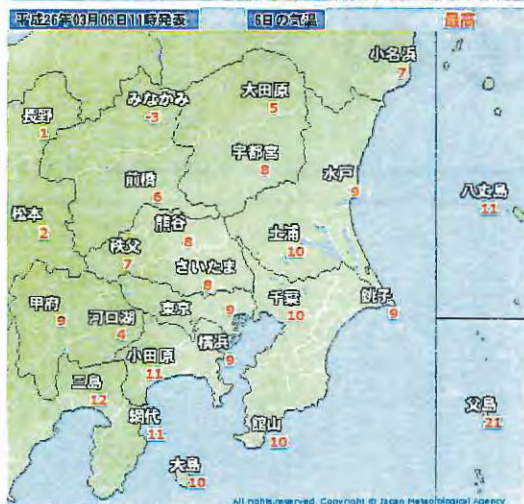 平成26年03月06日11時発表
6日の気温
最高
小名浜
7
みなかみ
-3
大田原
5
長野
1
宇都宮
8
水戸
9
前橋
6
八丈島
11
松本
2
熊谷
8
土浦
10
秩父
7
さいたま
8
甲府
9
河口湖
4
東京
9
千葉
10
銚子
9
横浜
9
小田原
11
三島
12
網代
11
館山
10
父島
21
大島
10
All rights reserved. Copyright © Japan Meteorological Agency